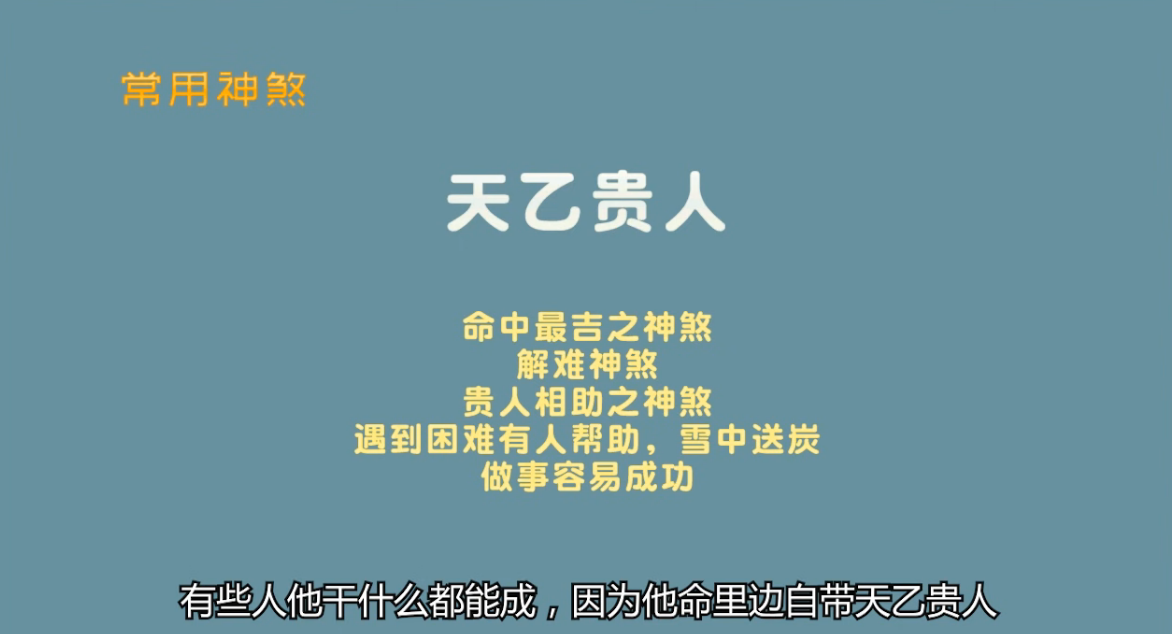 常用神煞
天乙贵人
命中最吉之神煞
解难神煞
贵人相助之神煞
遇到困难有人帮助，雪中送炭
做事容易成功
有些人他干什么都能成，因为他命里边自带天乙贵人